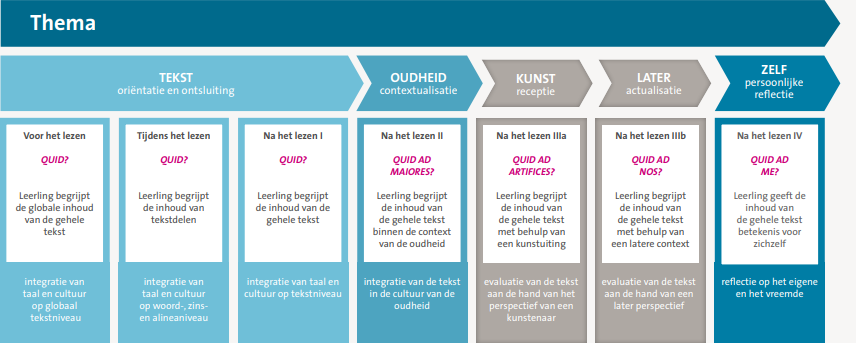 Thema
TEKST
oriëntatie en ontsluiting
OUDHEID
contextualisatie
KUNST
receptie
LATER
actualisatie
ZELF
persoonlijke
reflectie
Voor het lezen
QUID?
Leerling begrijpt
de globale inhoud
van de gehele
tekst
integratie van
taal en cultuur
op globaal
tekstniveau
Tijdens het lezen
QUID?
Leerling begrijpt
de inhoud van
tekstdelen
integratie van
taal en cultuur
op woord-, zins-
en alineaniveau
Na het lezen I
QUID?
Leerling begrijpt
de inhoud van de
gehele tekst
integratie van taal en
cultuur op tekstniveau
Na het lezen II
QUID AD
MAIORES?
Leerling begrijpt
de inhoud van
de gehele tekst
binnen de context
van de oudheid
integratie van de tekst
in de cultuur van de
oudheid
Na het lezen IIIa
QUID AD
ARTIFICES?
Leerling begrijpt
de inhoud van
de gehele tekst
met behulp van
een kunstuiting
evaluatie van de tekst
aan de hand van het
perspectief van een
kunstenaar
Na het lezen IIIb
QUID AD
NOS?
Leerling begrijpt
de inhoud van
de gehele tekst
met behulp van
een latere context
evaluatie van de tekst
aan de hand van een
later perspectief
Na het lezen IV
QUID AD
ME?
Leerling geeft de
inhoud van
de gehele tekst
betekenis voor
zichzelf
reflectie op het eigene
en het vreemde